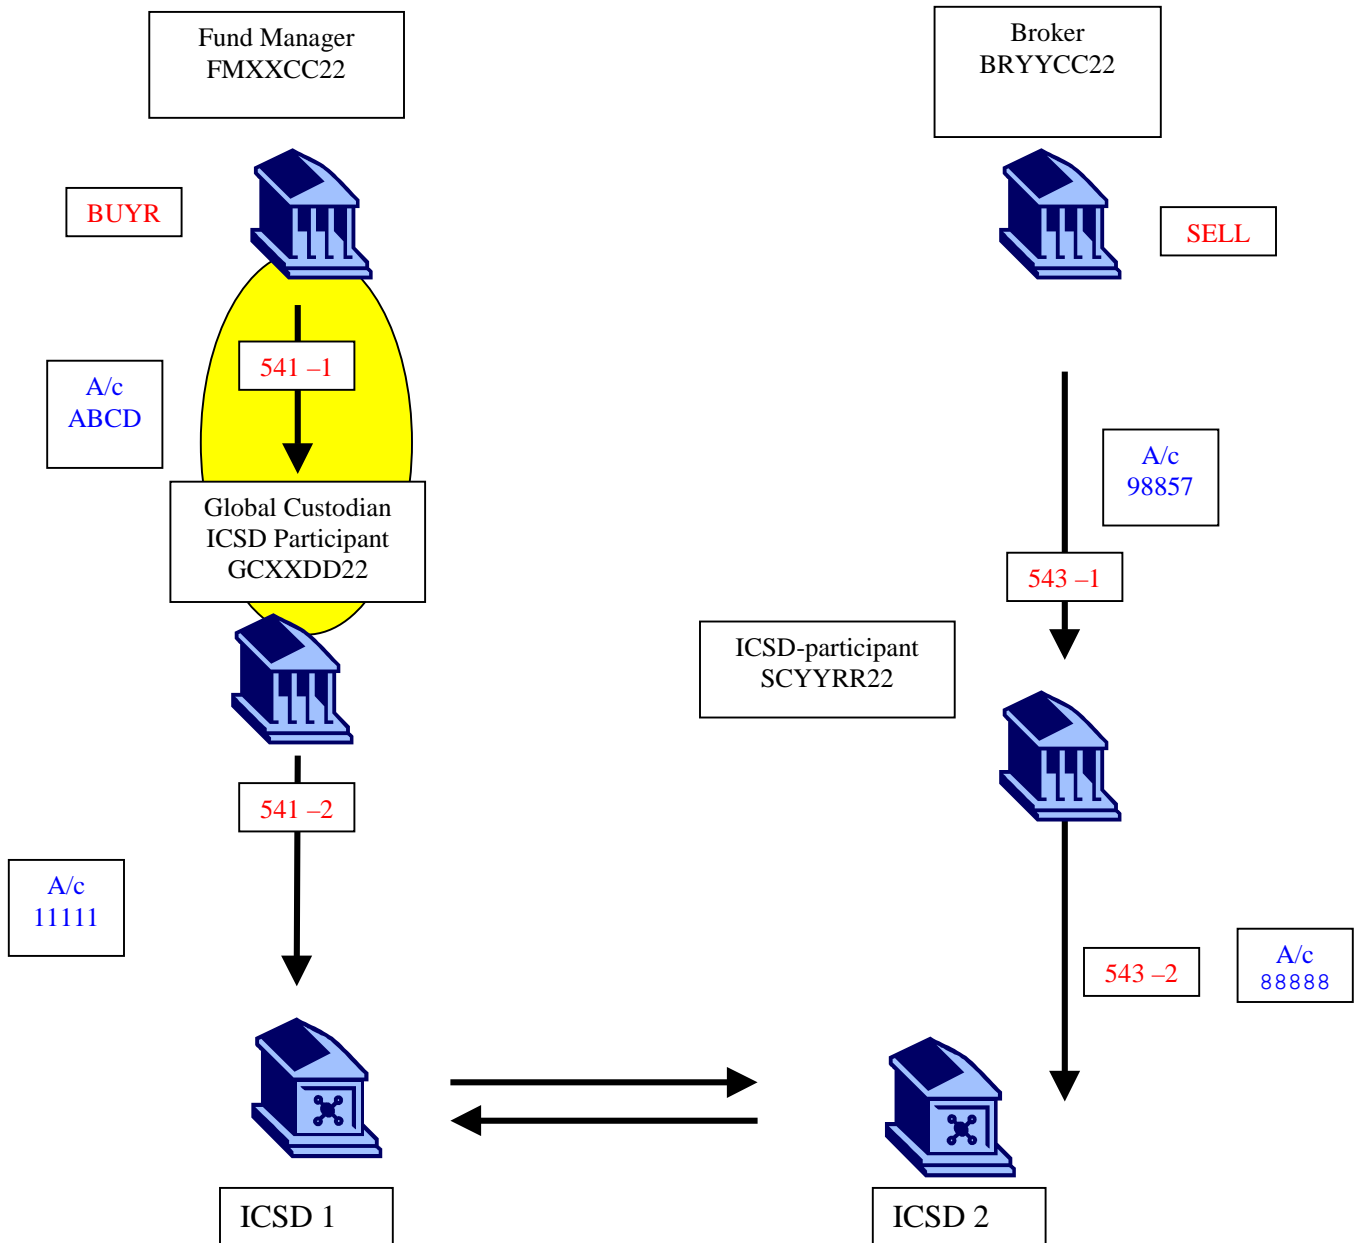 Fund Manager
FMXXCC22
Broker
BRYYCC22
BUYR
SELL
541 –1
A/c
ABCD
A/c
98857
Global Custodian
ICSD Participant
GCXXDD22
543 –1
ICSD-participant
SCYYRR22
541 –2
A/c
11111
543 –2
A/c
88888
ICSD 1
ICSD 2